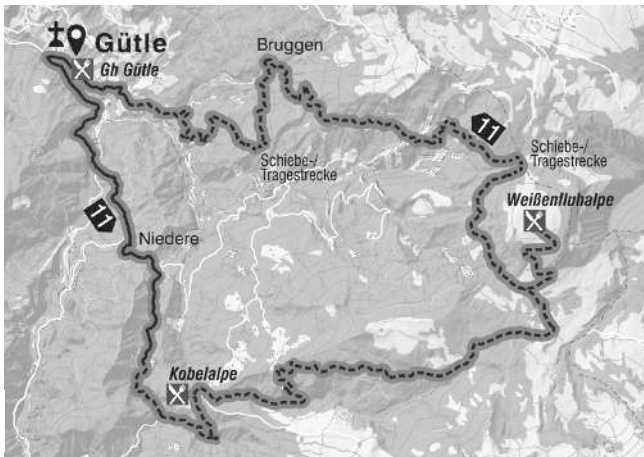 Gütle
Gh Gütle
Bruggen
11
Schiebe-/
Tragestrecke
Schiebe-/
Tragestrecke
Weißenfluhalpe
11
Niedere
Kobelalpe